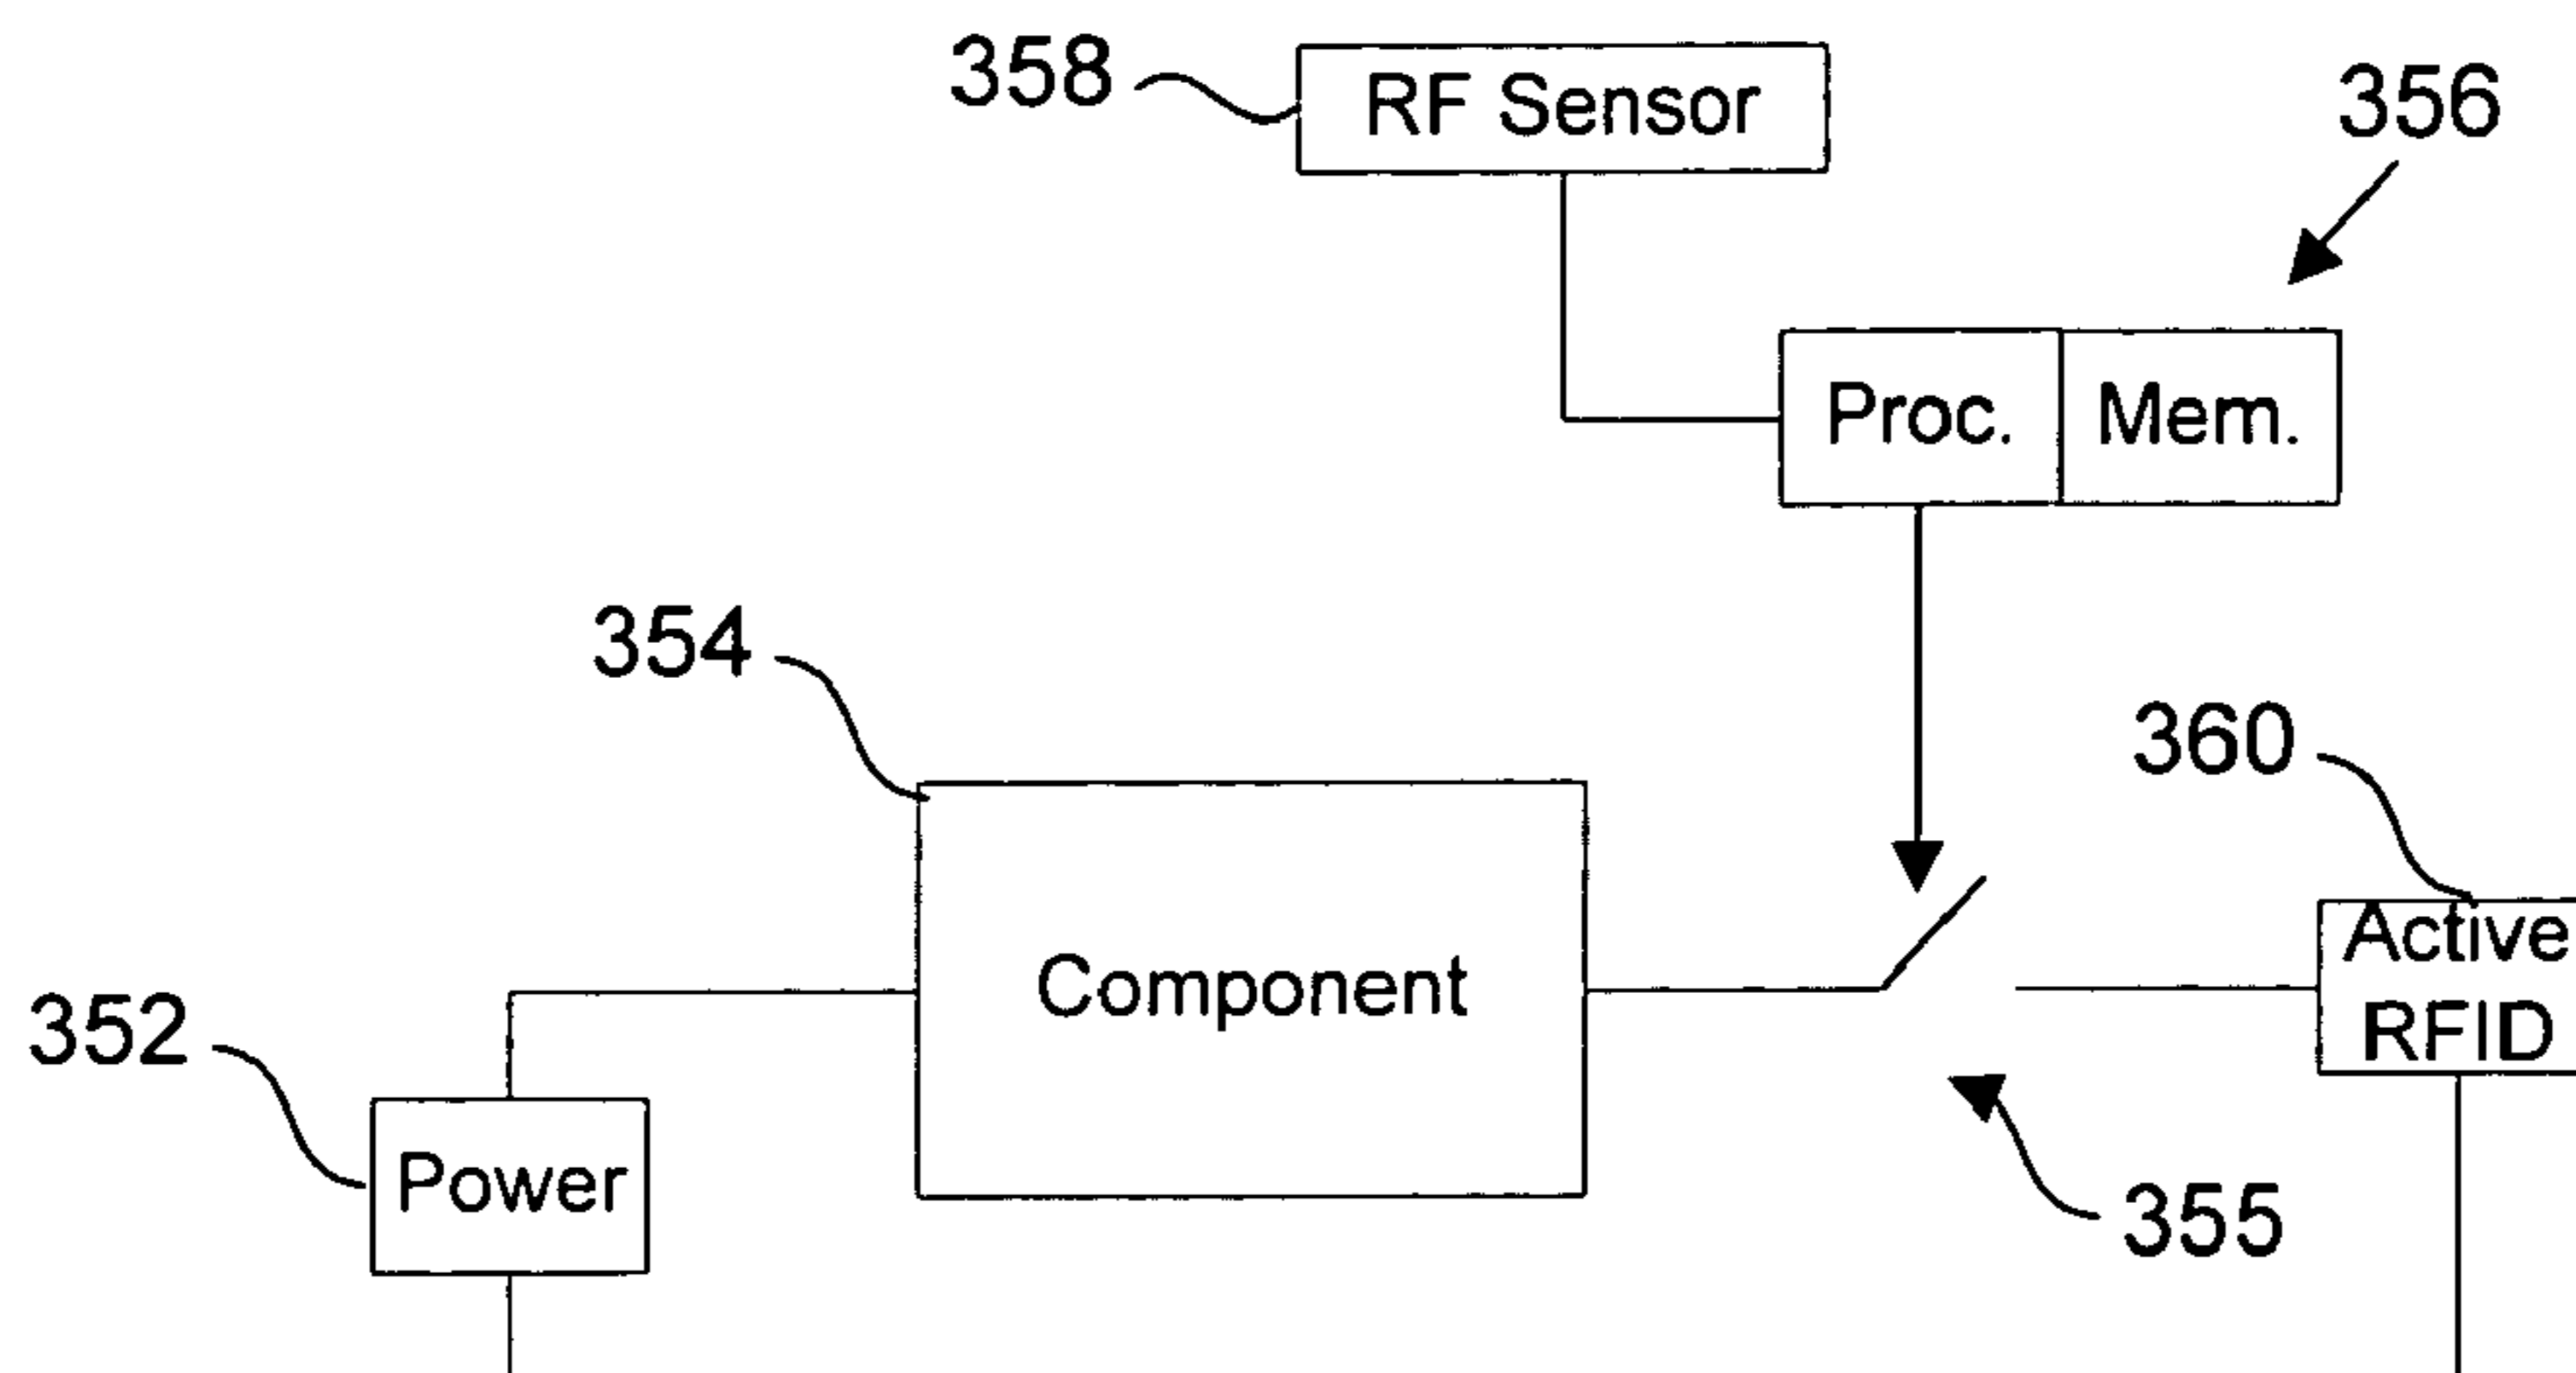 358
RF Sensor
356
Proc.
Mem.
354
360
Component
Active
RFID
352
Power
355